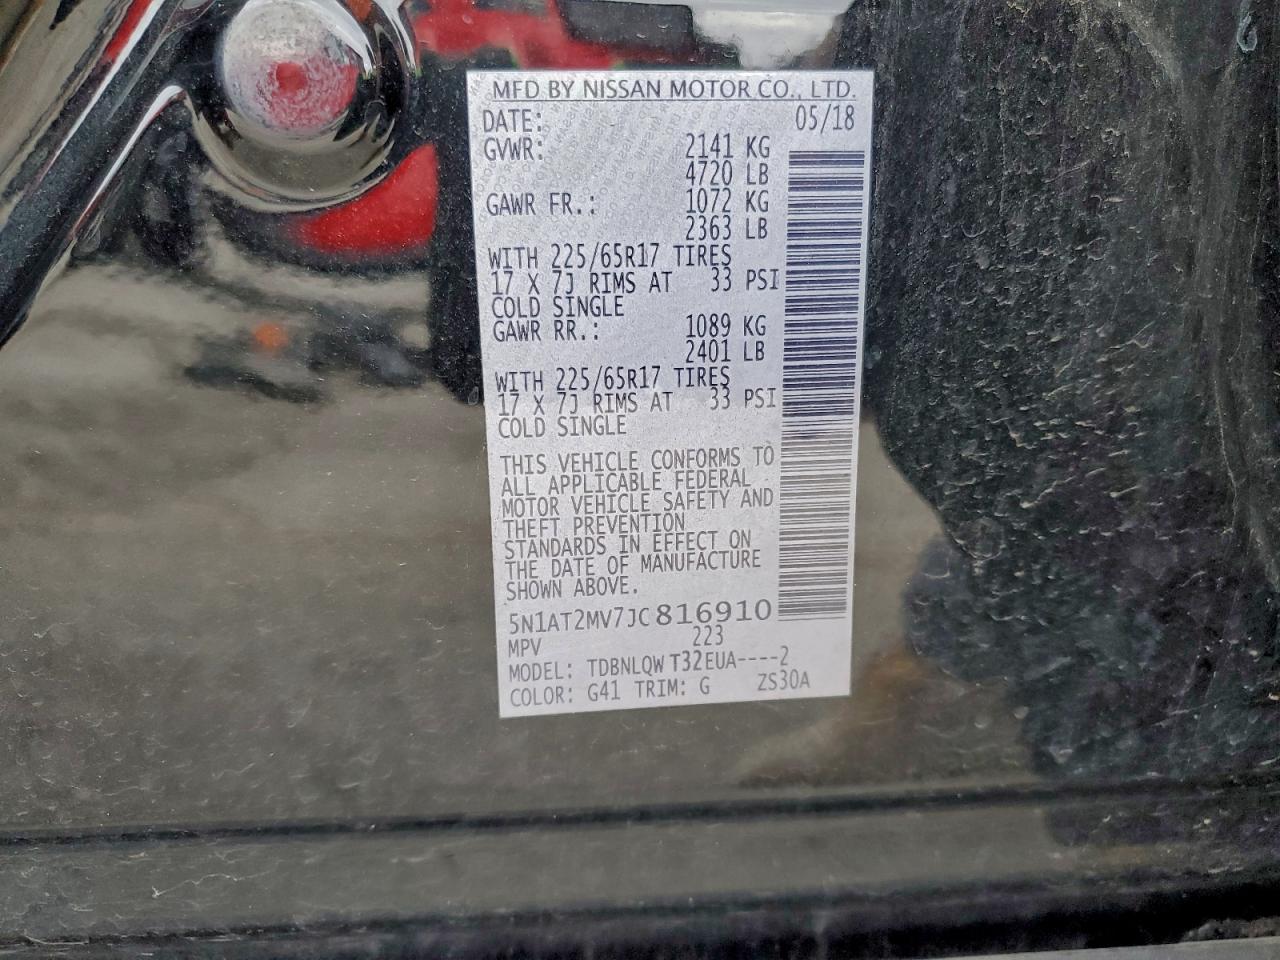 MFD BY NISSAN MOTOR CO., LTD.
DATE: 05/18
GVWR: 2141 KG
4720 LB
GAWR FR.: 1072 KG
2363 LB
WITH 225/65R17 TIRES
17 X 7J RIMS AT 33 PSI
COLD SINGLE
GAWR RR.: 1089 KG
2401 LB
WITH 225/65R17 TIRES
17 X 7J RIMS AT 33 PSI
COLD SINGLE
THIS VEHICLE CONFORMS TO
ALL APPLICABLE FEDERAL
MOTOR VEHICLE SAFETY AND
THEFT PREVENTION
STANDARDS IN EFFECT ON
THE DATE OF MANUFACTURE
SHOWN ABOVE.
5N1AT2MV7JC816910
MPV 223
MODEL: TDBNLQW T32EUA----2
COLOR: G41 TRIM: G ZS30A